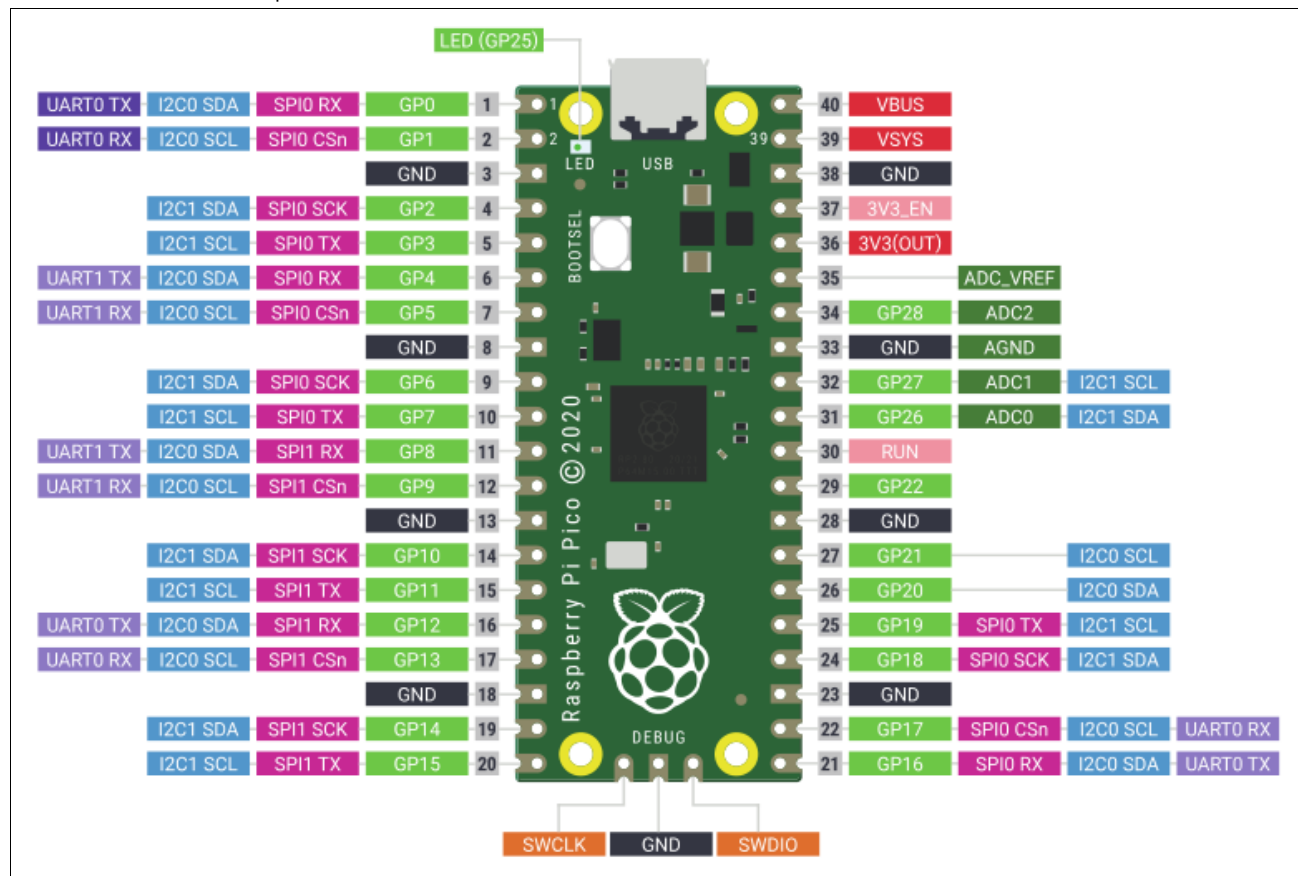 LED (GP25)
UART0 TX I2C0 SDA SPI0 RX GP0 1 1 40 VBUS
UART0 RX I2C0 SCL SPI0 CSn GP1 2 2 39 39 VSYS
LED USB
GND 3 38 GND
I2C1 SDA SPI0 SCK GP2 4 37 3V3_EN
I2C1 SCL SPI0 TX GP3 5 36 3V3(OUT)
BOOTSEL
UART1 TX I2C0 SDA SPI0 RX GP4 6 35 ADC_VREF
UART1 RX I2C0 SCL SPI0 CSn GP5 7 34 GP28 ADC2
GND 8 33 GND AGND
I2C1 SDA SPI0 SCK GP6 9 32 GP27 ADC1 I2C1 SCL
I2C1 SCL SPI0 TX GP7 10 31 GP26 ADC0 I2C1 SDA
UART1 TX I2C0 SDA SPI1 RX GP8 11 30 RUN
UART1 RX I2C0 SCL SPI1 CSn GP9 12 29 GP22
GND 13 28 GND
I2C1 SDA SPI1 SCK GP10 14 27 GP21 I2C0 SCL
I2C1 SCL SPI1 TX GP11 15 26 GP20 I2C0 SDA
UART0 TX I2C0 SDA SPI1 RX GP12 16 25 GP19 SPI0 TX I2C1 SCL
UART0 RX I2C0 SCL SPI1 CSn GP13 17 24 GP18 SPI0 SCK I2C1 SDA
GND 18 23 GND
Raspberry Pi Pico ©2020
I2C1 SDA SPI1 SCK GP14 19 22 GP17 SPI0 CSn I2C0 SCL UART0 RX
DEBUG
I2C1 SCL SPI1 TX GP15 20 21 GP16 SPI0 RX I2C0 SDA UART0 TX
SWCLK GND SWDIO